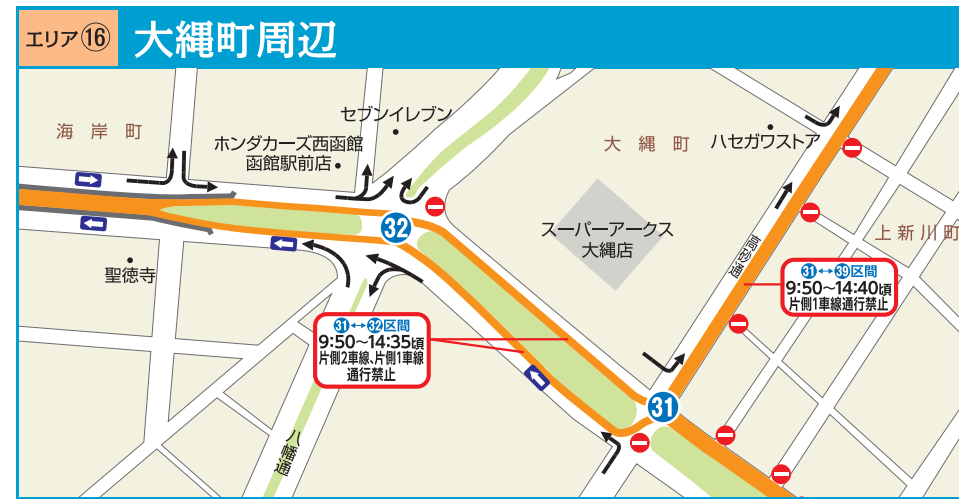 エリア⑯ 大縄町周辺
海岸町
セブンイレブン
ホンダカーズ西函館
函館駅前店
大縄町
ハセガワストア
スーパーアークス
大縄店
上新川町
高砂通
聖徳寺
32
31↔39区間
9:50～14:40頃
片側1車線通行禁止
31↔32区間
9:50～14:35頃
片側2車線、片側1車線
通行禁止
31
八幡通